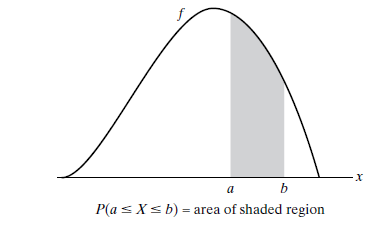 f
x
a b
P(a ≤ X ≤ b) = area of shaded region